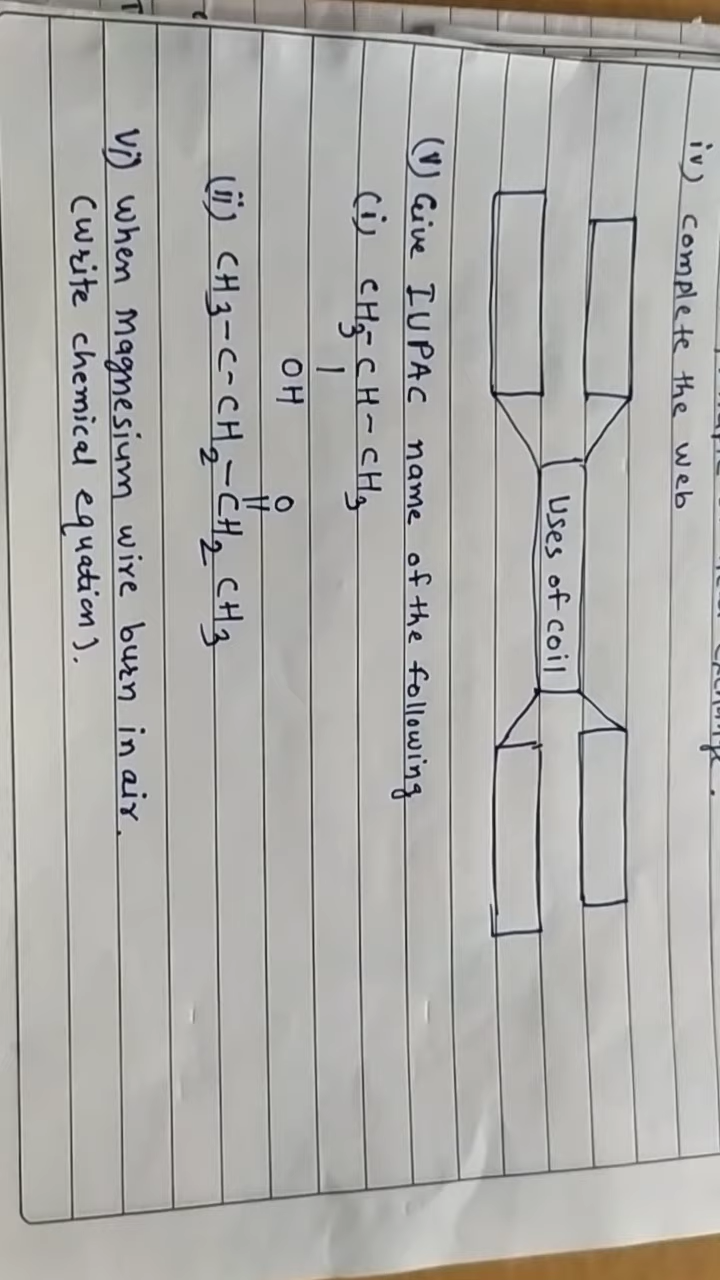 iv) complete the web
Uses of coil
(v) Give IUPAC name of the following
(i) CH3-CH-CH3
|
OH
O
||
(ii) CH3-C-CH2-CH2 CH3
vi) when magnesium wire burn in air.
(write chemical equation).